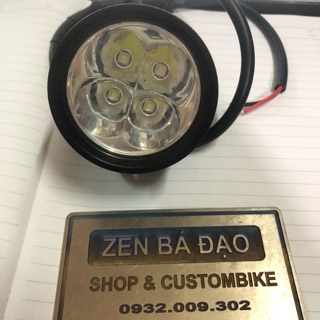 ZEN BÁ ĐẠO
SHOP & CUSTOMBIKE
0932.009.302